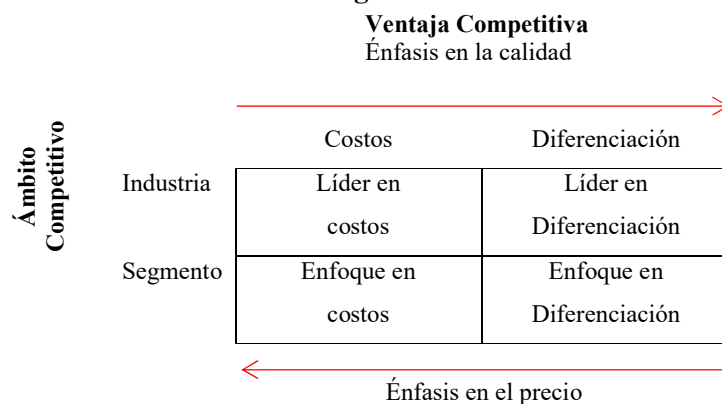 Ventaja Competitiva
Énfasis en la calidad
Ámbito
Competitivo
Costos Diferenciación
Industria Líder en Líder en
costos Diferenciación
Segmento Enfoque en Enfoque en
costos Diferenciación
Énfasis en el precio